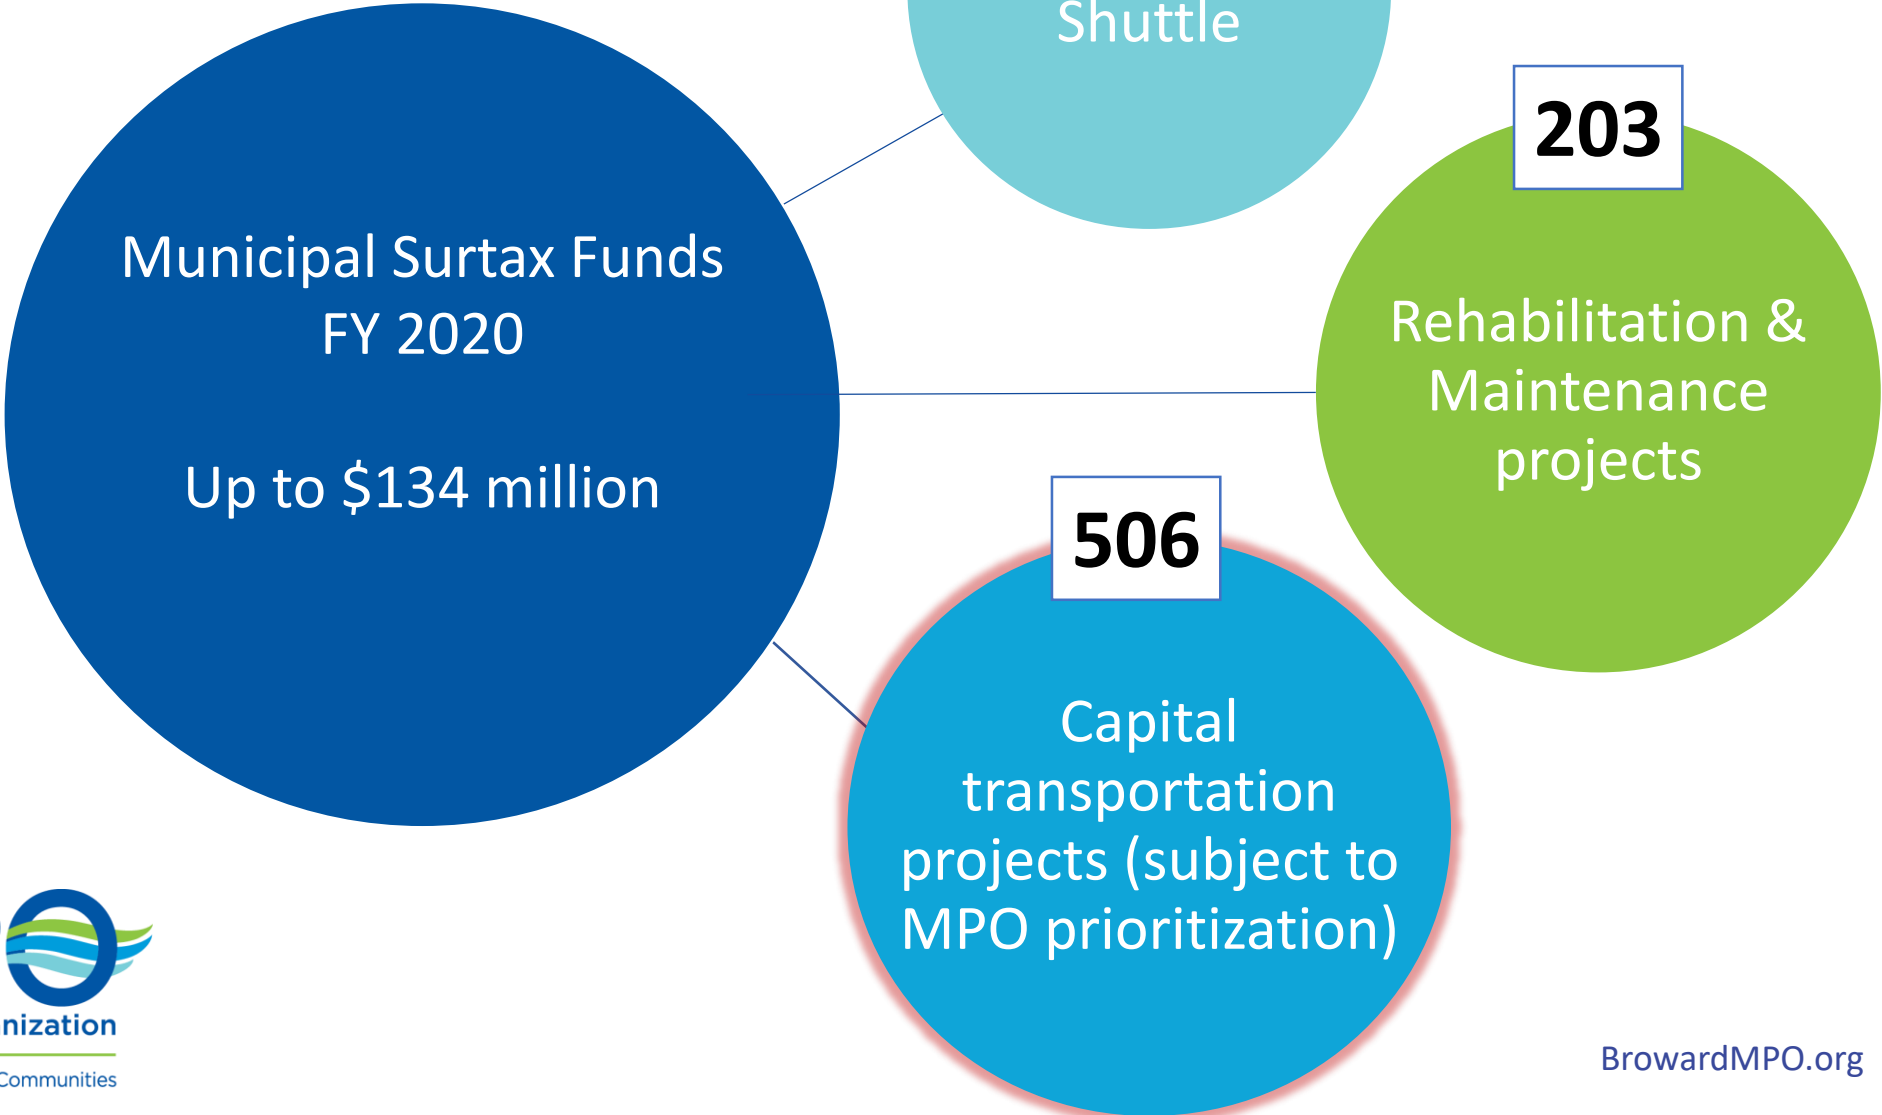 Shuttle
203
Municipal Surtax Funds
FY 2020
Up to $134 million
Rehabilitation &
Maintenance
projects
506
Capital
transportation
projects (subject to
MPO prioritization)
nization
Communities
BrowardMPO.org